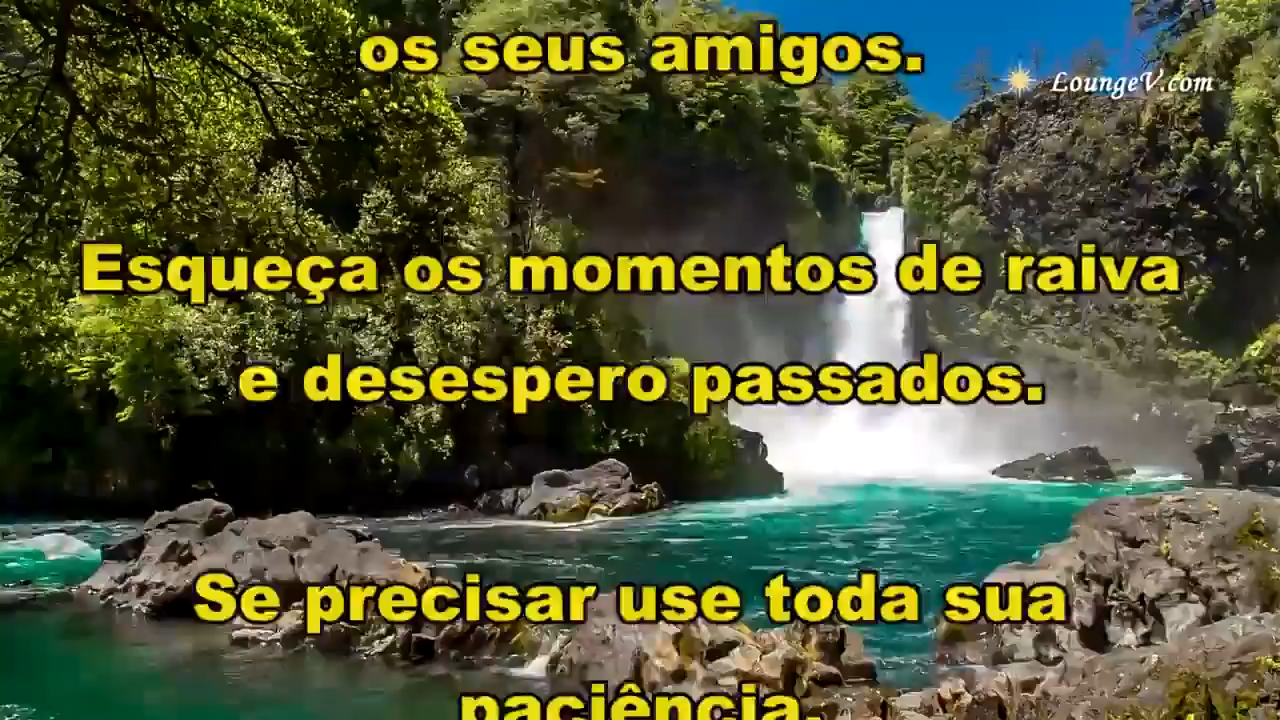 os seus amigos.
LoungeV.com
Esqueça os momentos de raiva
e desespero passados.
Se precisar use toda sua
paciência.